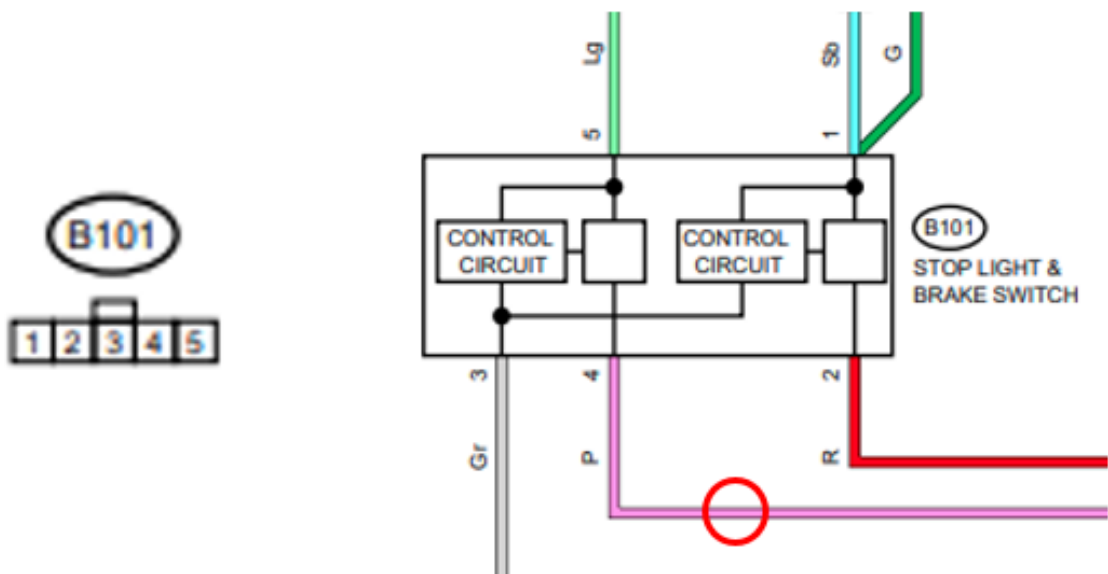 B101
1 2 3 4 5
Lg
5
Sb
1
G
CONTROL
CIRCUIT
CONTROL
CIRCUIT
B101
STOP LIGHT &
BRAKE SWITCH
3
4
2
Gr
P
R